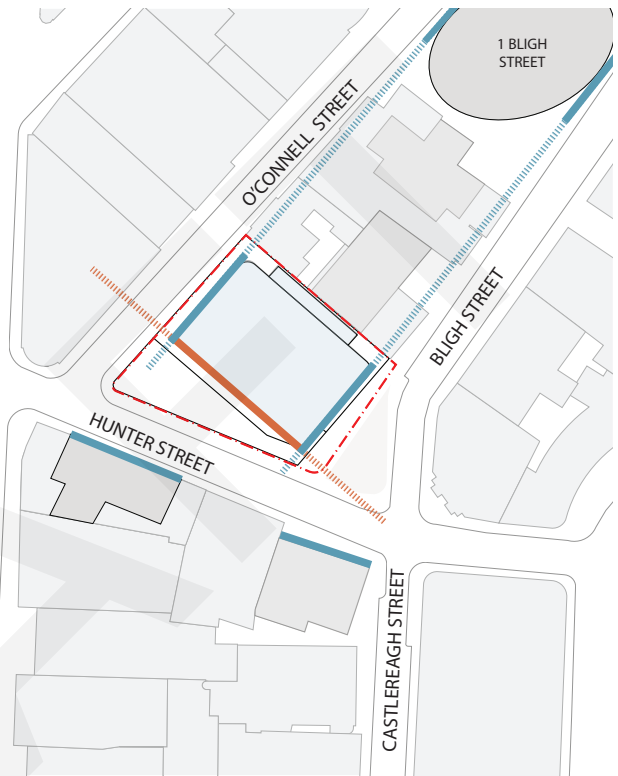 1 BLIGH
STREET
O'CONNELL STREET
BLIGH STREET
HUNTER STREET
CASTLEREAGH STREET